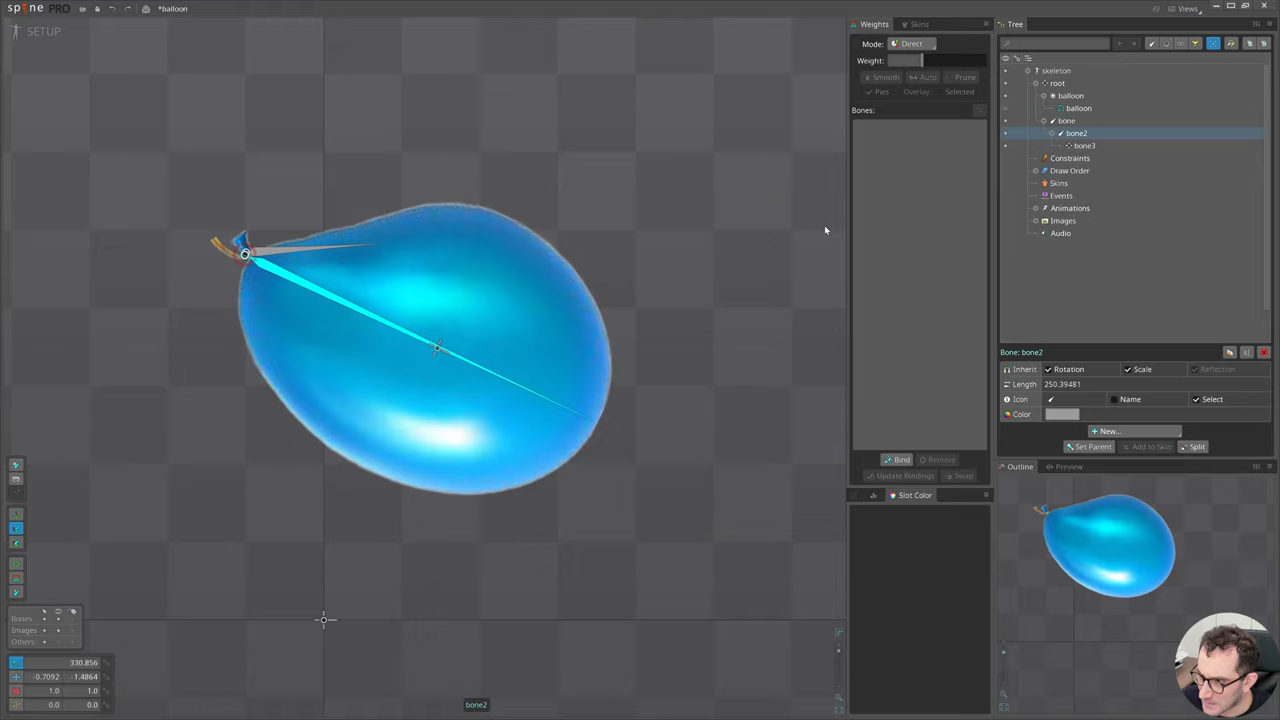 spine PRO
*balloon
Views
SETUP
Weights
Skins
Mode:
Direct
Weight:
Smooth
Auto
Prune
Pies
Overlay
Selected
Bones:
Bind
Remove
Update Bindings
Swap
Slot Color
Tree
skeleton
root
balloon
balloon
bone
bone2
bone3
Constraints
Draw Order
Skins
Events
Animations
Images
Audio
Bone: bone2
Inherit
Rotation
Scale
Reflection
Length
250.39481
Icon
Name
Select
Color
New...
Set Parent
Add to Skin
Split
Outline
Preview
Bones:
Images:
Others:
330.856
-0.7092
-1.4864
1.0
1.0
0.0
0.0
bone2